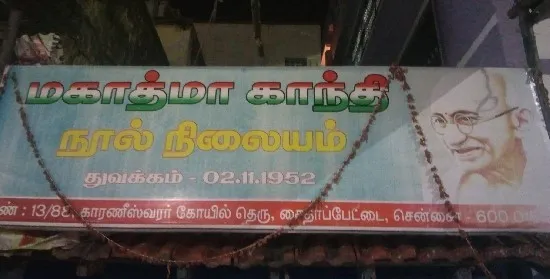 மகாத்மா காந்தி
நூல் நிலையம்
துவக்கம் - 02.11.1952
ண் : 13/88, காரணீஸ்வரர் கோயில் தெரு, சைதாப்பேட்டை, சென்னை - 600